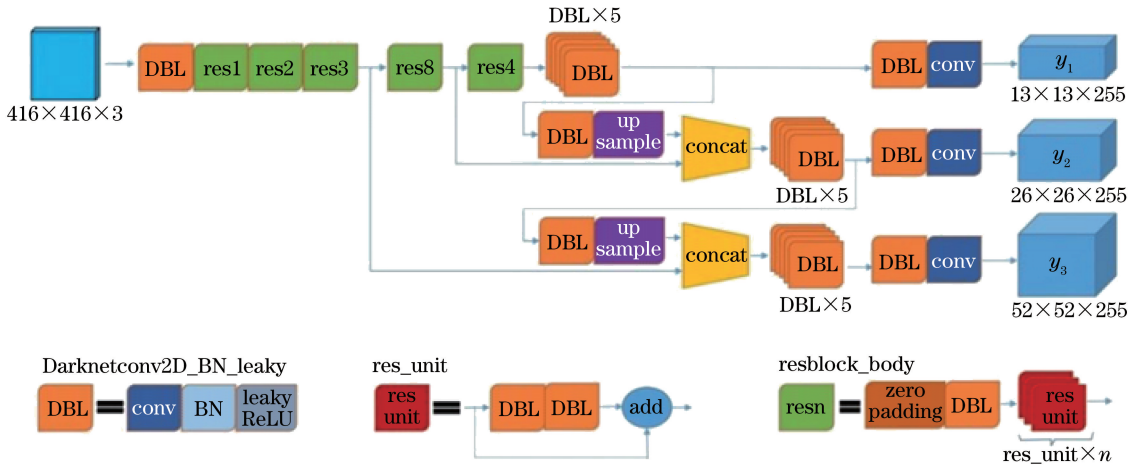 DBL×5
416×416×3
DBL
res1
res2
res3
res8
res4
DBL
DBL
conv
y1
13×13×255
DBL
up
sample
concat
DBL
DBL×5
DBL
conv
y2
26×26×255
DBL
up
sample
concat
DBL
DBL×5
DBL
conv
y3
52×52×255
Darknetconv2D_BN_leaky
DBL
=
conv
BN
leaky
ReLU
res_unit
res
unit
=
DBL
DBL
add
resblock_body
resn
=
zero
padding
DBL
res
unit
res_unit×n